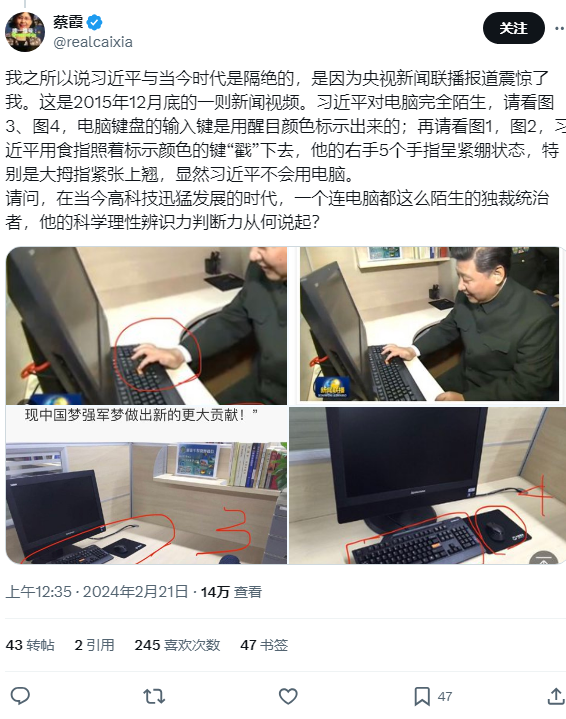 蔡霞
@realcaixia
关注
我之所以说习近平与当今时代是隔绝的，是因为央视新闻联播报道震惊了
我。这是2015年12月底的一则新闻视频。习近平对电脑完全陌生，请看图
3、图4，电脑键盘的输入键是用醒目颜色标示出来的；再请看图1，图2，习
近平用食指照着标示颜色的键“戳”下去，他的右手5个手指呈紧绷状态，特
别是大拇指紧张上翘，显然习近平不会用电脑。
请问，在当今高科技迅猛发展的时代，一个连电脑都这么陌生的独裁统治
者，他的科学理性辨识力判断力从何说起？
新闻联播
现中国梦强军梦做出新的更大贡献！”
3
4
上午12:35 · 2024年2月21日 · 14万 查看
43 转帖 2 引用 245 喜欢次数 47 书签
47